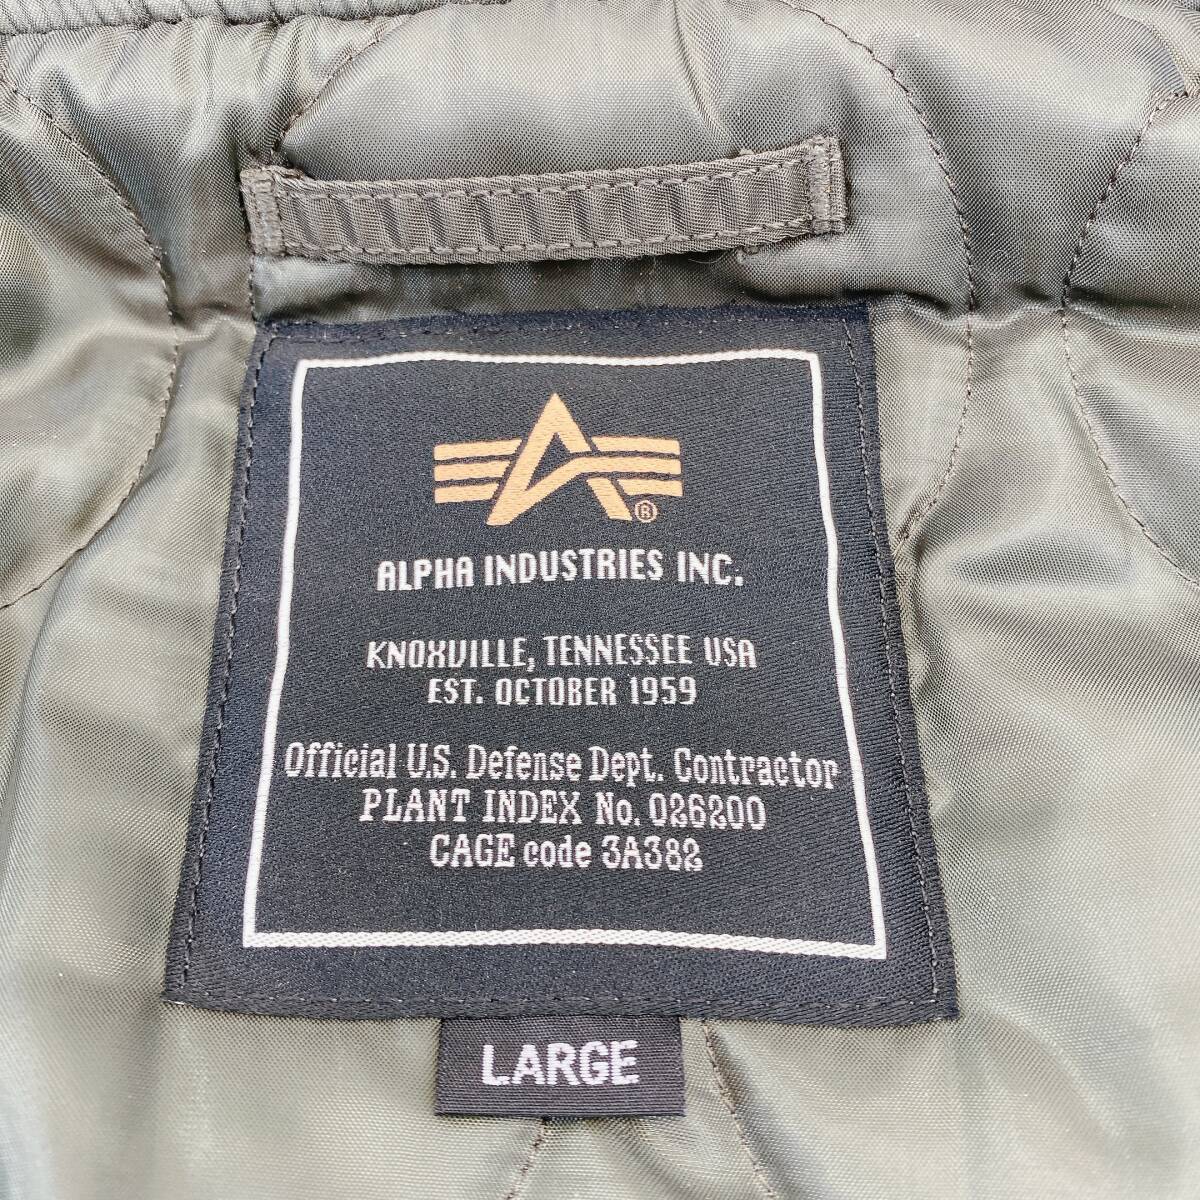 ®
ALPHA INDUSTRIES INC.
KNOXVILLE, TENNESSEE USA
EST. OCTOBER 1959
Official U.S. Defense Dept. Contractor
PLANT INDEX No. 026200
CAGE code 3A382
LARGE